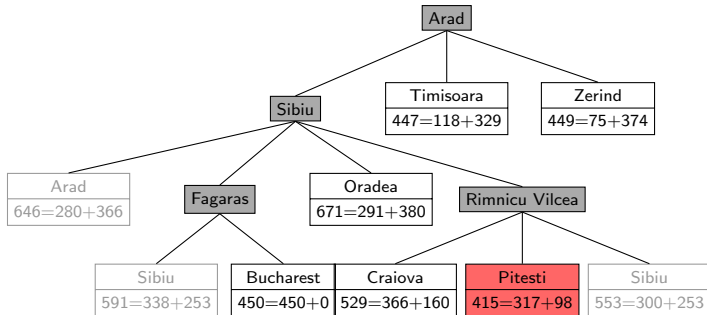 Arad
Sibiu
Timisoara
447=118+329
Zerind
449=75+374
Arad
646=280+366
Fagaras
Oradea
671=291+380
Rimnicu Vilcea
Sibiu
591=338+253
Bucharest
450=450+0
Craiova
529=366+160
Pitesti
415=317+98
Sibiu
553=300+253